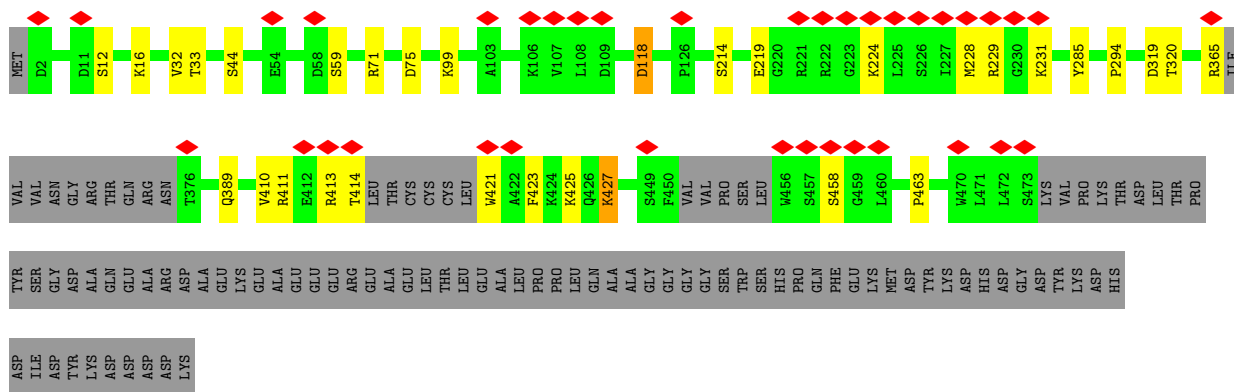 MET D2 D11 S12 K16 V32 T33 S44 E54 D58 S59 R71 D75 K99 A103 K106 V107 L108 D109 D118 P126 S214 E219 G220 R221 R222 G223 K224 L225 S226 I227 M228 R229 G230 K231 Y285 P294 D319 T320 R365 ILE
VAL VAL ASN GLY ARG THR GLN ARG ASN T376 Q389 V410 R411 E412 R413 T414 LEU THR CYS CYS CYS LEU W421 A422 F423 K424 K425 Q426 K427 S449 F450 VAL VAL PRO SER LEU W456 S457 S458 G459 L460 P463 W470 L471 L472 S473 LYS VAL PRO LYS THR ASP LEU THR PRO
TYR SER GLY ASP ALA GLN GLU ALA ARG ASP ALA GLU LYS GLU ALA GLU GLU GLU ARG GLU ALA CYS GLU LEU THR LEU GLU ALA LEU PRO PRO LEU GLN ALA ALA GLY GLY GLY GLY SER TRP SER HIS PRO GLN PHE GLU LYS MET ASP TYR LYS ASP HIS ASP GLY ASP TYR LYS ASP HIS
ASP ILE ASP TYR LYS ASP ASP ASP ASP LYS